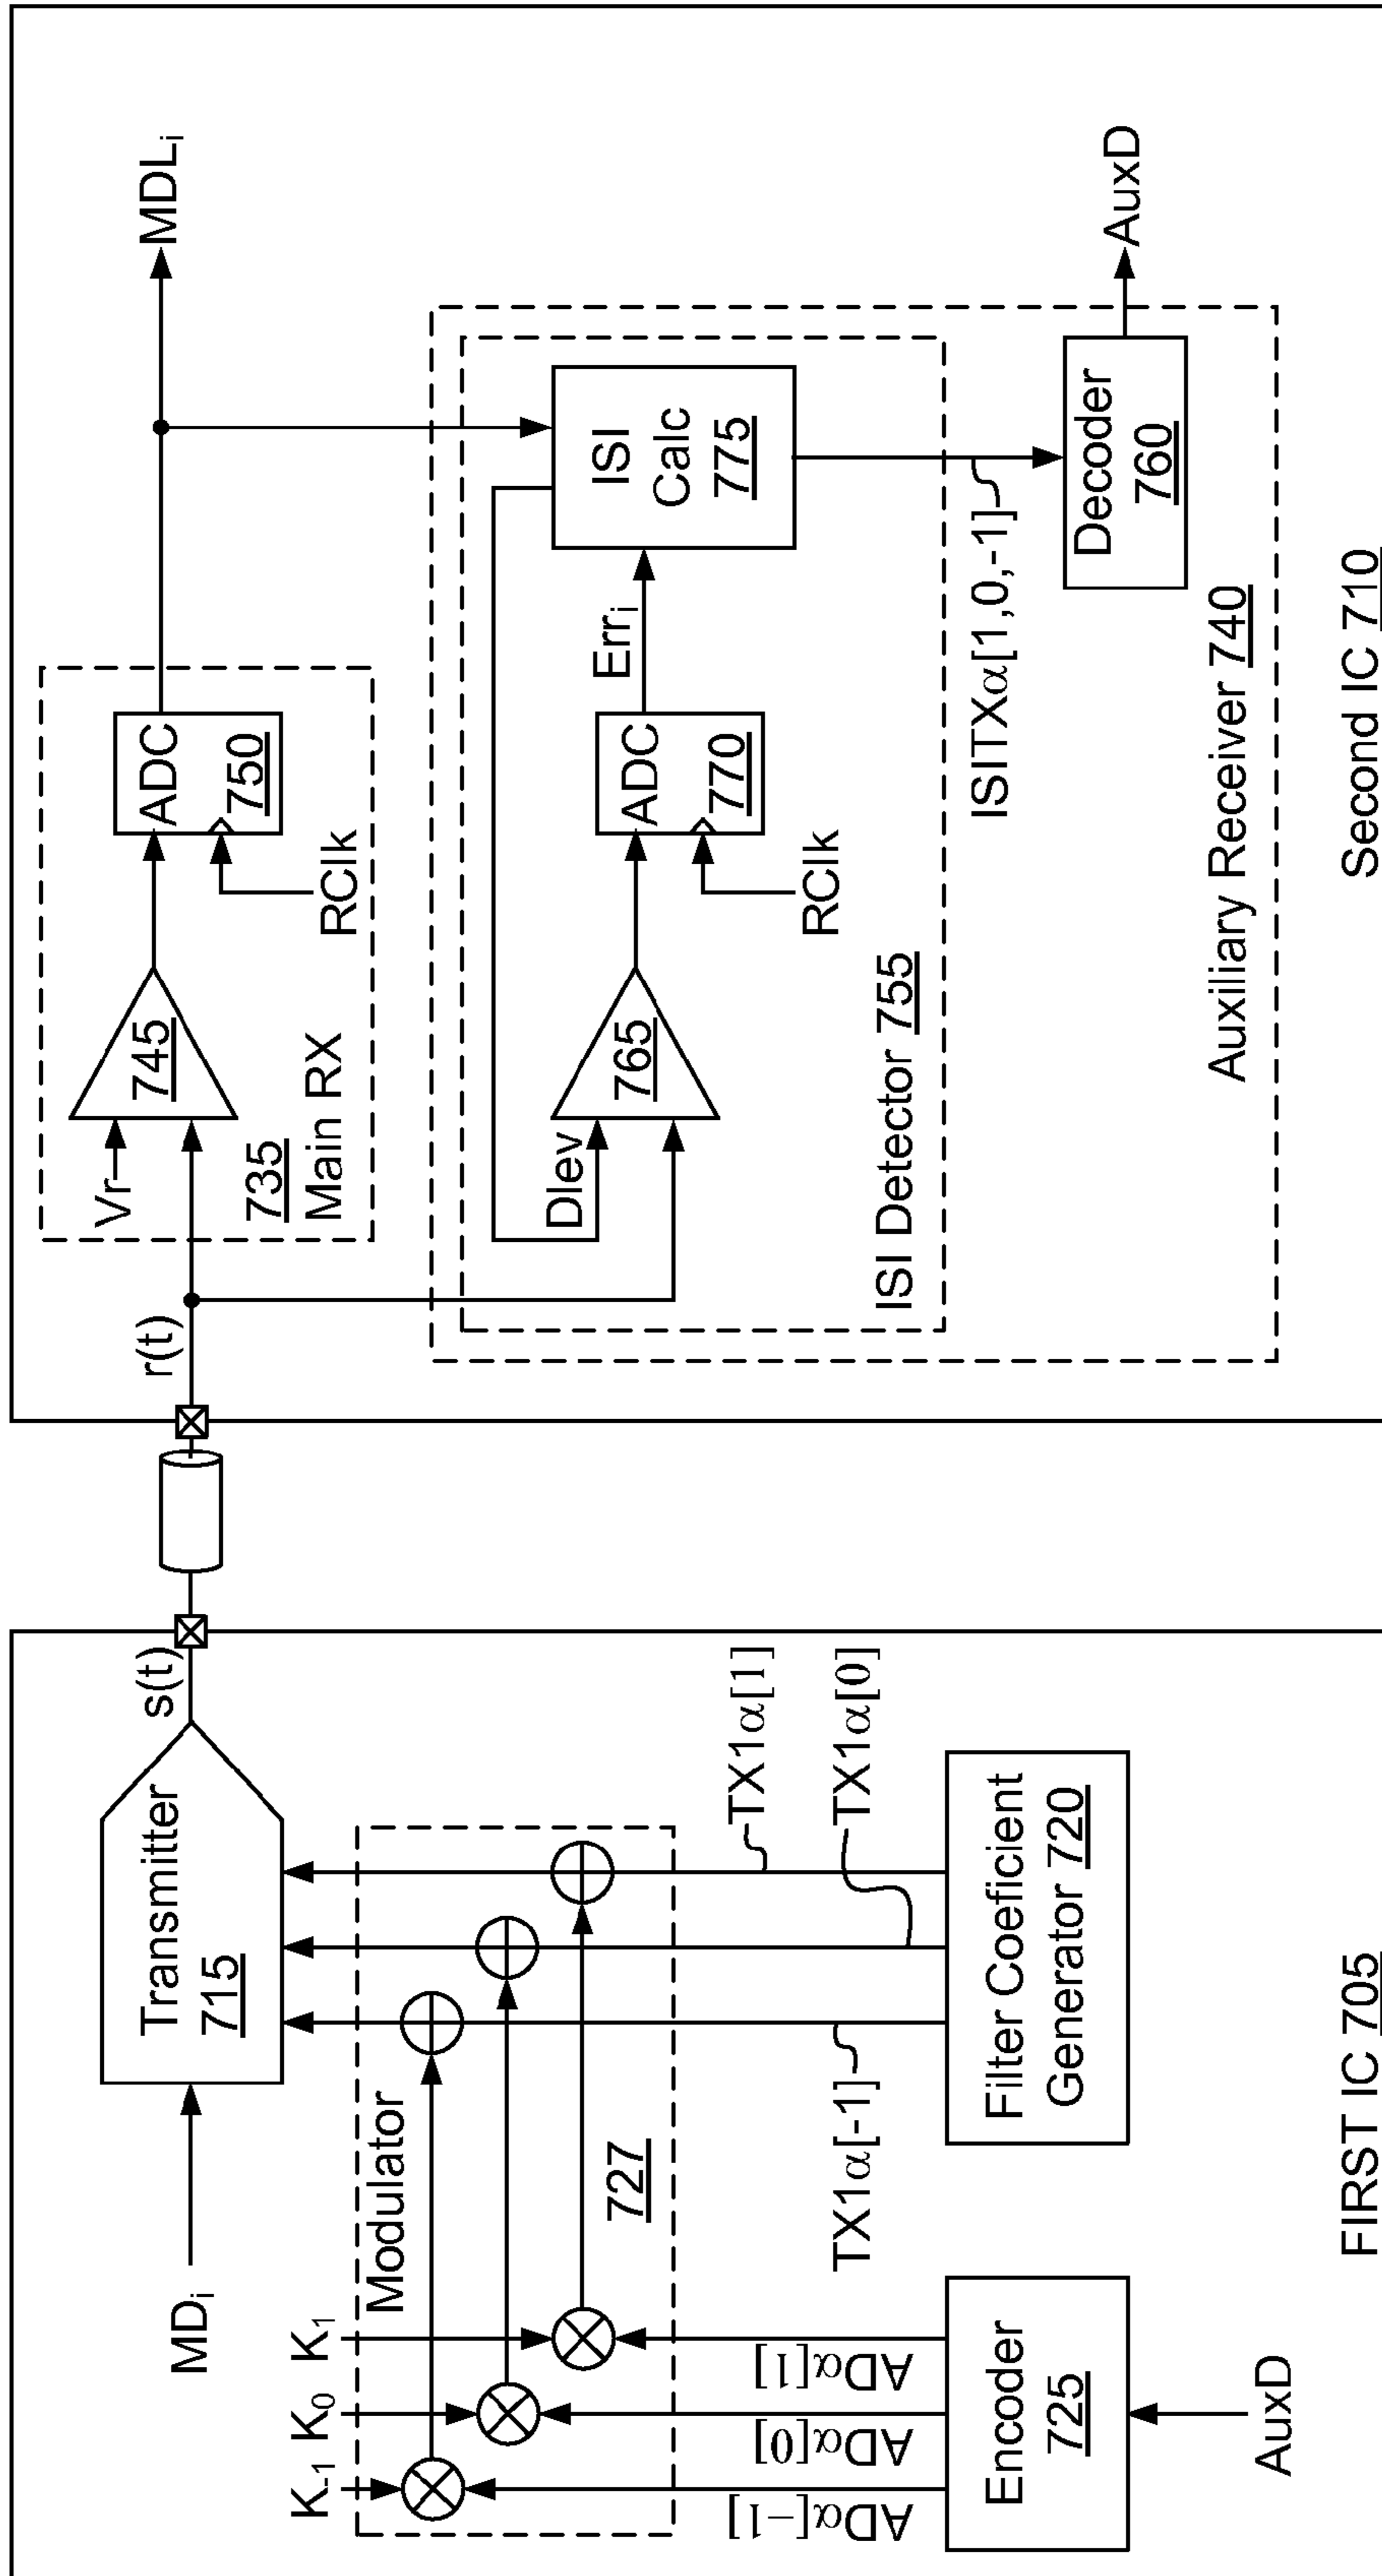 MDᵢ
Transmitter
715
s(t)
K₋₁
K₀
K₁
Modulator
727
ADα[−1]
ADα[0]
ADα[1]
TX1α[-1]
TX1α[1]
TX1α[0]
Encoder
725
Filter Coeficient
Generator 720
AuxD
FIRST IC 705
r(t)
Vr
745
ADC
750
RClk
735
Main RX
MDLᵢ
Dlev
765
ADC
770
RClk
Errᵢ
ISI
Calc
775
ISI Detector 755
ISITXα[1,0,-1]
Decoder
760
AuxD
Auxiliary Receiver 740
Second IC 710